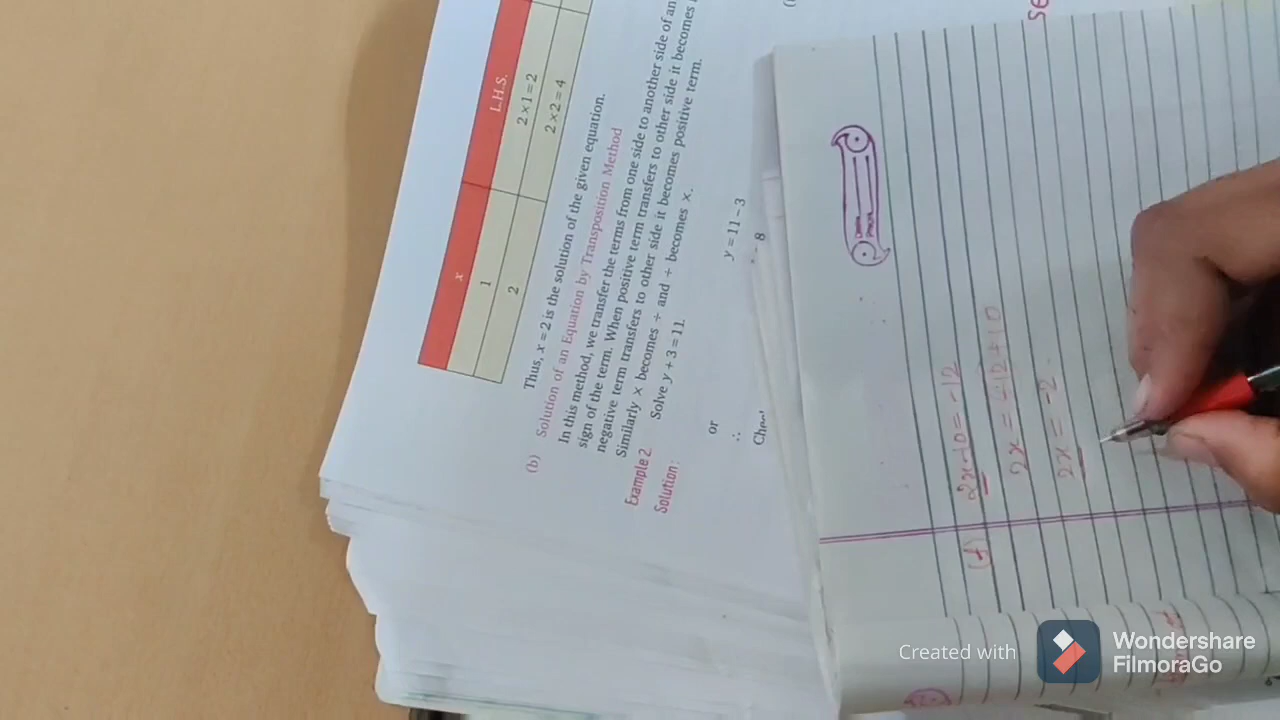 x L.H.S.
1 2 × 1 = 2
2 2 × 2 = 4
Thus, x = 2 is the solution of the given equation.
(b) Solution of an Equation by Transposition Method
In this method, we transfer the terms from one side to another side of an
sign of the term. When positive term transfers to other side it becomes
negative term transfers to other side it becomes positive term.
Similarly × becomes ÷ and ÷ becomes ×.
Example 2 Solve y + 3 = 11.
Solution:
y = 11 – 3
or
∴ 8
(f) 2x-10 = -12
2x = -12+10
2x = -2
Created with Wondershare FilmoraGo